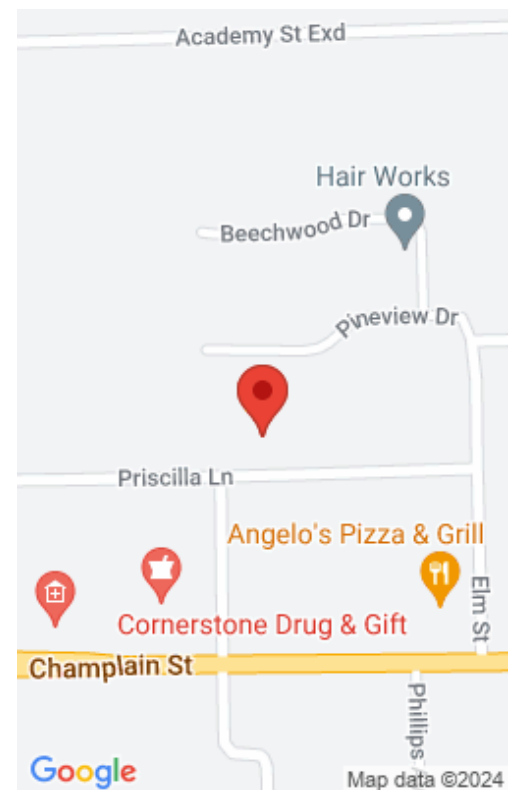 Academy St Exd
Hair Works
Beechwood Dr
Pineview Dr
Priscilla Ln
Angelo's Pizza & Grill
Elm St
Cornerstone Drug & Gift
Champlain St
Phillips
Google
Map data ©2024